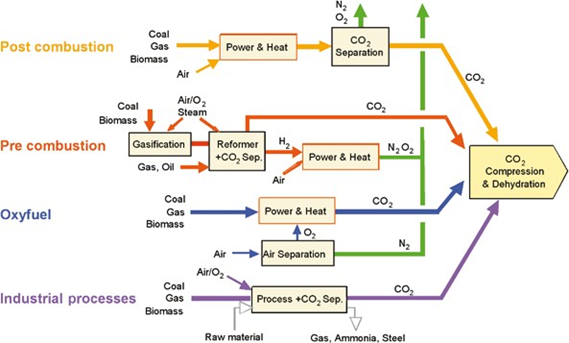 N2
O2
Post combustion
Coal
Gas
Biomass
Air
Power & Heat
CO2
Separation
CO2
Coal
Biomass
Air/O2
Steam
CO2
Pre combustion
Gasification
Gas, Oil
Reformer
+CO2 Sep.
H2
Air
Power & Heat
N2 O2
CO2
Compression
& Dehydration
Oxyfuel
Coal
Gas
Biomass
Power & Heat
CO2
O2
Air
Air Separation
N2
Industrial processes
Coal
Gas
Biomass
Air/O2
Process +CO2 Sep.
CO2
Raw material
Gas, Ammonia, Steel